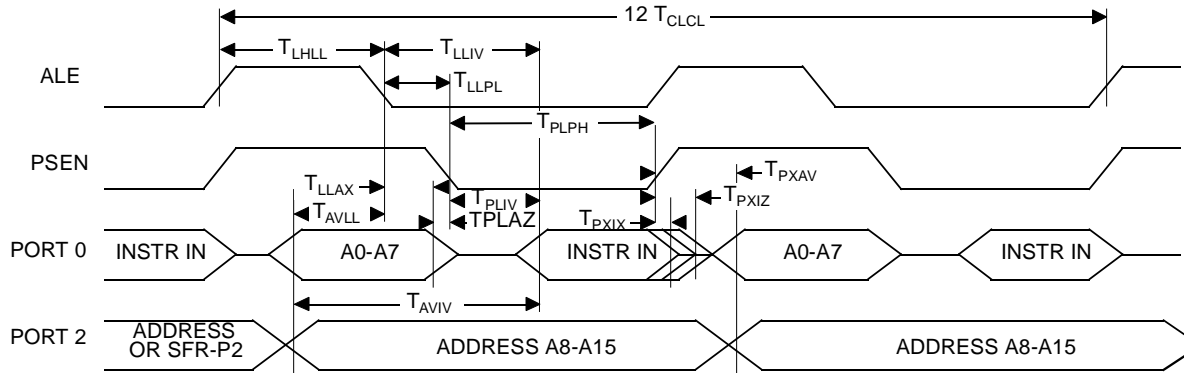 12 TCLCL
TLHLL TLLIV
ALE
TLLPL
TPLPH
PSEN
TLLAX TPXAV
TPLIV TPXIZ
TAVLL TPLAZ TPXIX
PORT 0 INSTR IN A0-A7 INSTR IN A0-A7 INSTR IN
TAVIV
PORT 2 ADDRESS
OR SFR-P2 ADDRESS A8-A15 ADDRESS A8-A15